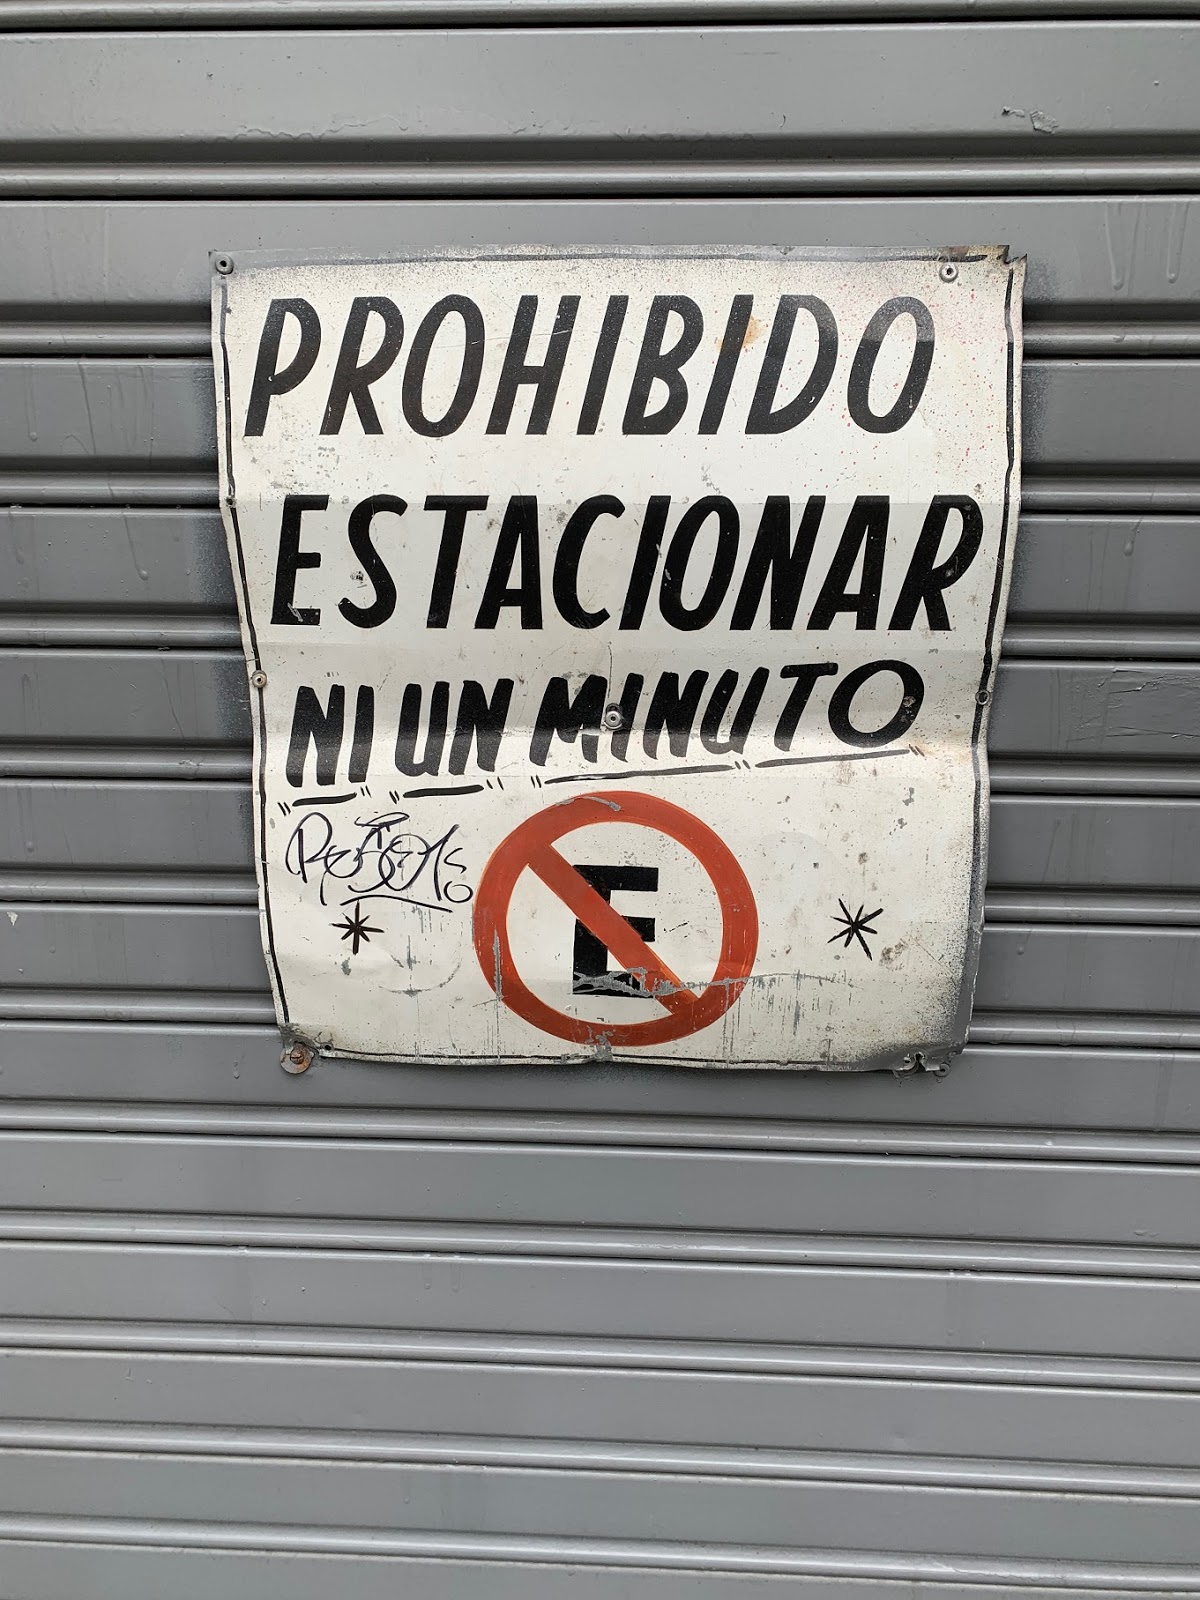 PROHIBIDO
ESTACIONAR
NI UN MINUTO
E